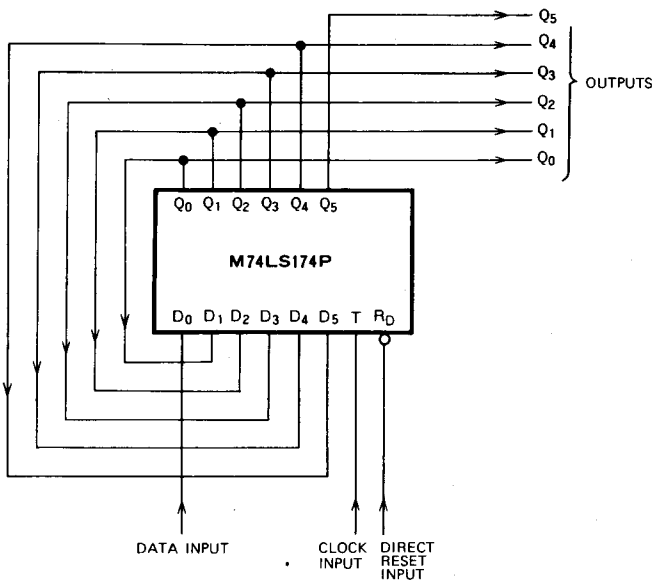 Q5
Q4
Q3
Q2
Q1
Q0
OUTPUTS
Q0 Q1 Q2 Q3 Q4 Q5
M74LS174P
D0 D1 D2 D3 D4 D5 T RD
DATA INPUT
CLOCK INPUT
DIRECT RESET INPUT